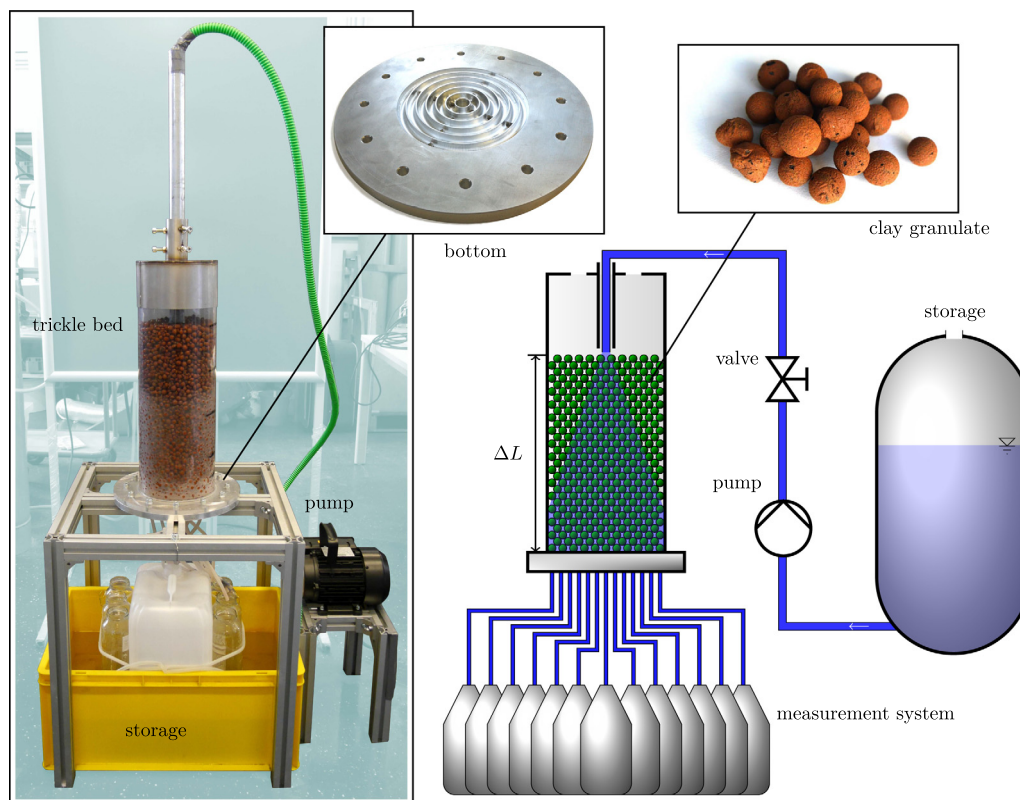 bottom
clay granulate
trickle bed
storage
valve
ΔL
pump
pump
storage
measurement system